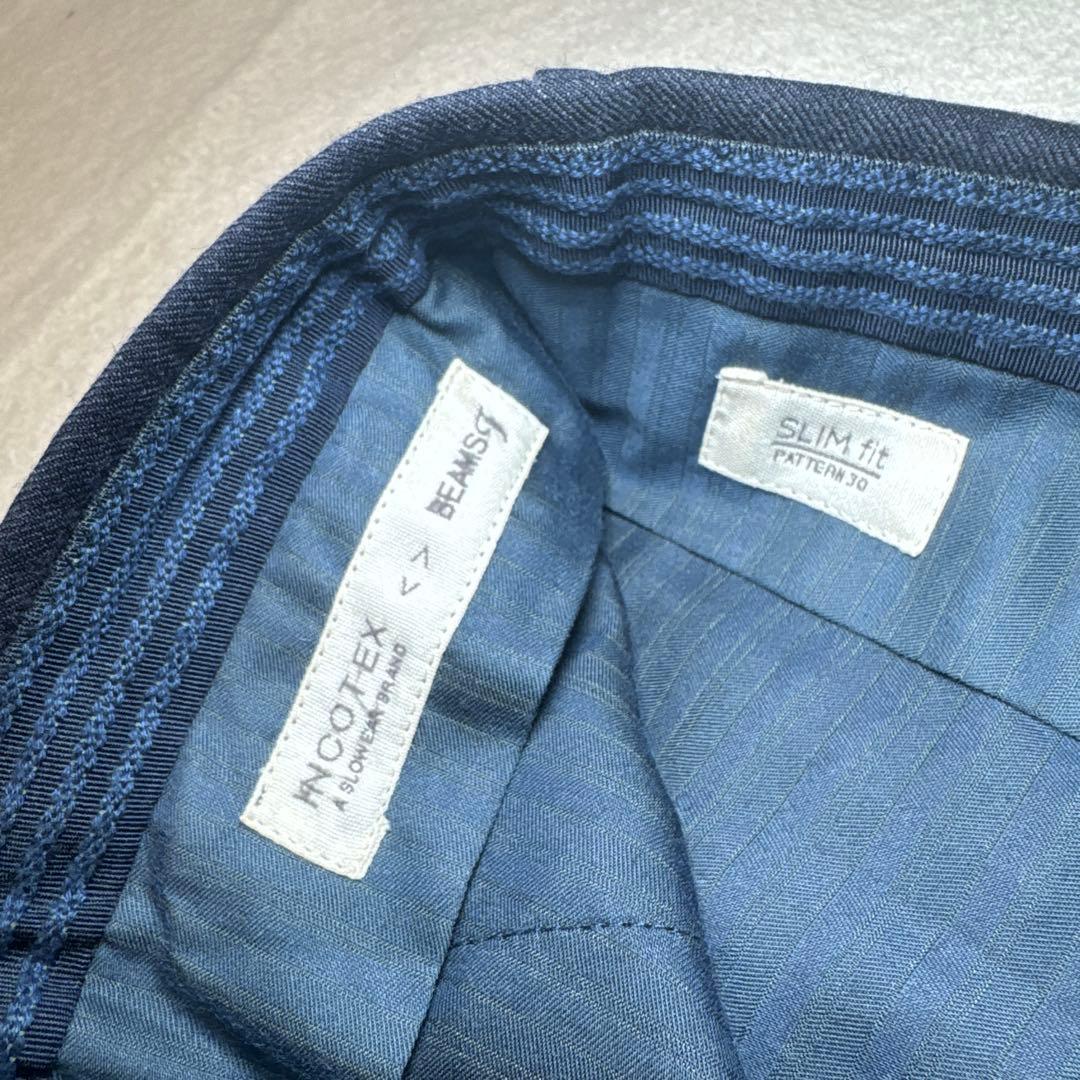 INCOTEX
A SLOWEAR BRAND
< >
BEAMS F
SLIM fit
PATTERN 30